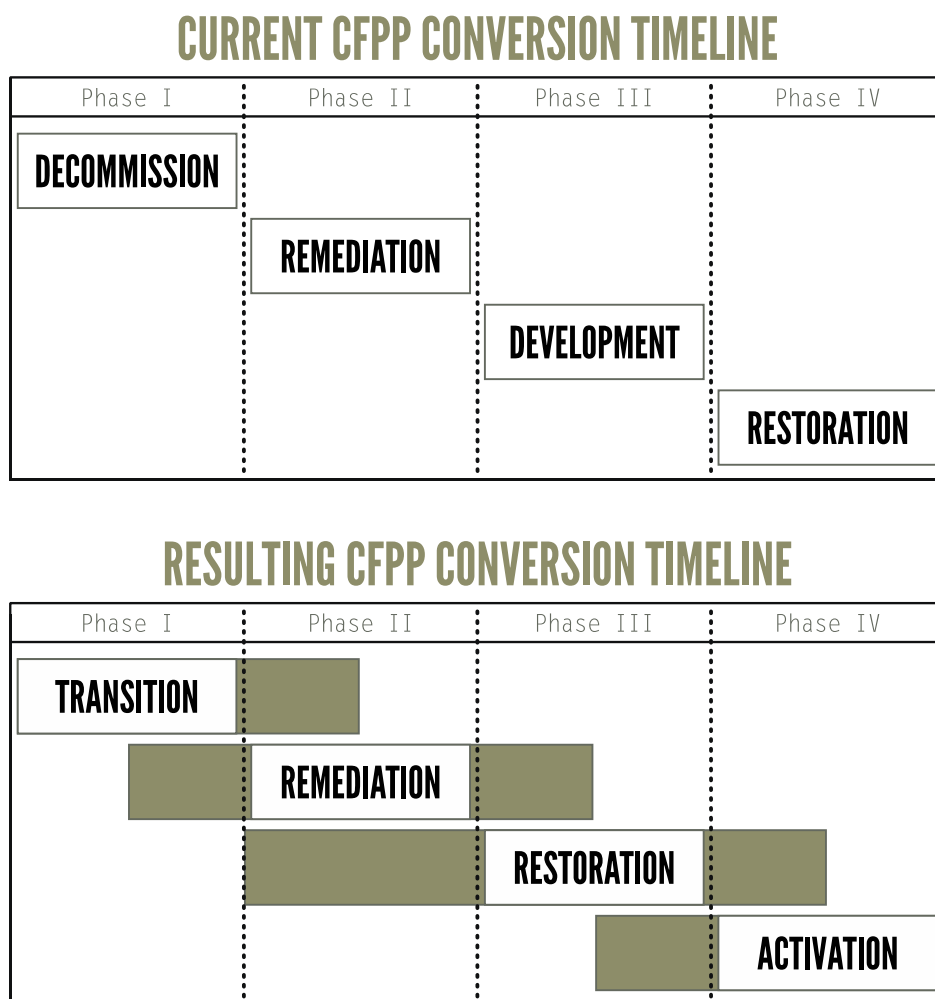 CURRENT CFPP CONVERSION TIMELINE
Phase I Phase II Phase III Phase IV
DECOMMISSION
REMEDIATION
DEVELOPMENT
RESTORATION
RESULTING CFPP CONVERSION TIMELINE
Phase I Phase II Phase III Phase IV
TRANSITION
REMEDIATION
RESTORATION
ACTIVATION